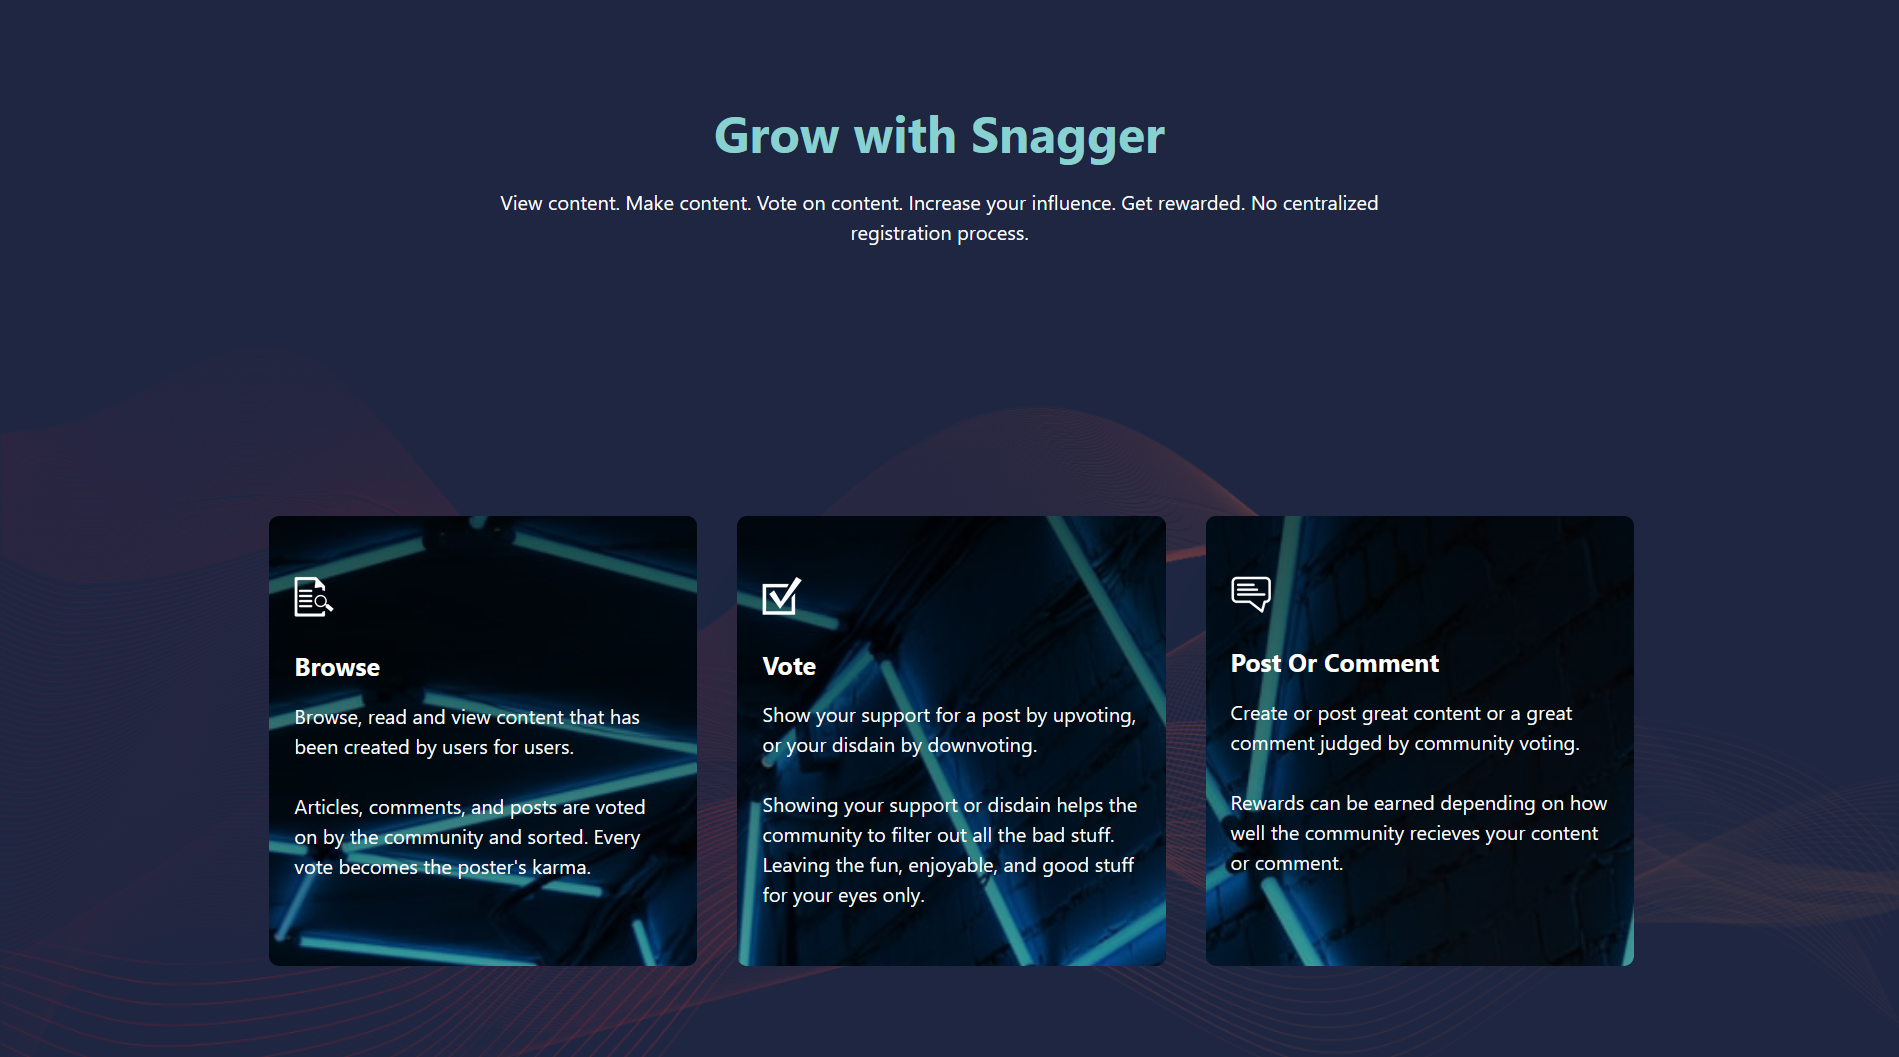 Grow with Snagger
View content. Make content. Vote on content. Increase your influence. Get rewarded. No centralized
registration process.
Browse
Browse, read and view content that has
been created by users for users.
Articles, comments, and posts are voted
on by the community and sorted. Every
vote becomes the poster's karma.
Vote
Show your support for a post by upvoting,
or your disdain by downvoting.
Showing your support or disdain helps the
community to filter out all the bad stuff.
Leaving the fun, enjoyable, and good stuff
for your eyes only.
Post Or Comment
Create or post great content or a great
comment judged by community voting.
Rewards can be earned depending on how
well the community recieves your content
or comment.